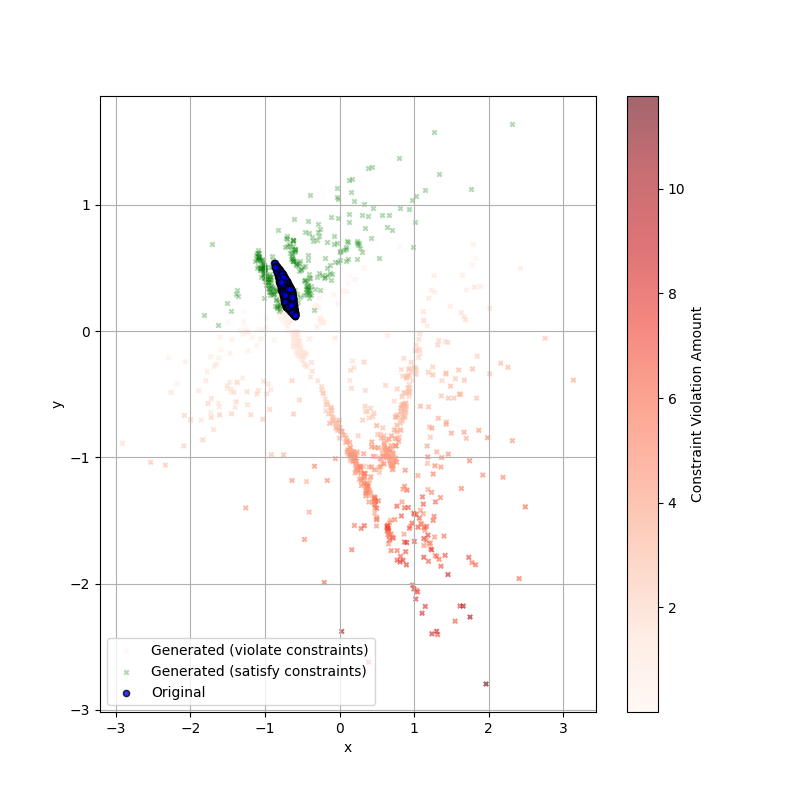 1
0
−1
−2
−3
y
−3
−2
−1
0
1
2
3
x
Generated (violate constraints)
Generated (satisfy constraints)
Original
10
8
6
4
2
Constraint Violation Amount